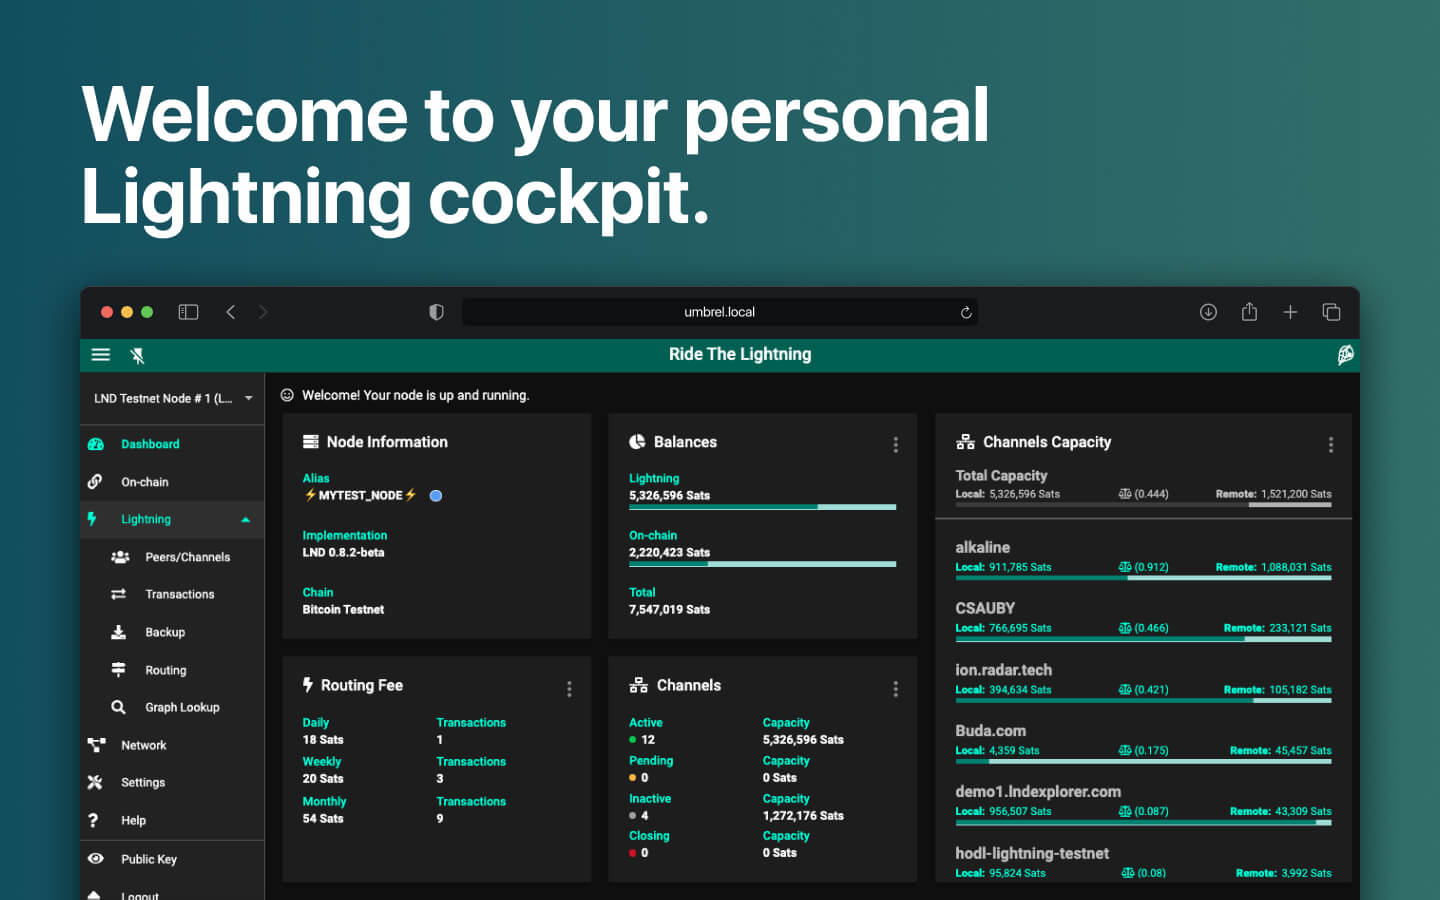 Welcome to your personal
Lightning cockpit.
umbrel.local
Ride The Lightning
LND Testnet Node # 1 (L...
Dashboard
On-chain
Lightning
Peers/Channels
Transactions
Backup
Routing
Graph Lookup
Network
Settings
Help
Public Key
Logout
Welcome! Your node is up and running.
Node Information
Alias
⚡MYTEST_NODE⚡
Implementation
LND 0.8.2-beta
Chain
Bitcoin Testnet
Balances
Lightning
5,326,596 Sats
On-chain
2,220,423 Sats
Total
7,547,019 Sats
Routing Fee
Daily Transactions
18 Sats 1
Weekly Transactions
20 Sats 3
Monthly Transactions
54 Sats 9
Channels
Active Capacity
12 5,326,596 Sats
Pending Capacity
0 0 Sats
Inactive Capacity
4 1,272,176 Sats
Closing Capacity
0 0 Sats
Channels Capacity
Total Capacity
Local: 5,326,596 Sats (0.444) Remote: 1,521,200 Sats
alkaline
Local: 911,785 Sats (0.912) Remote: 1,088,031 Sats
CSAUBY
Local: 766,695 Sats (0.466) Remote: 233,121 Sats
ion.radar.tech
Local: 394,634 Sats (0.421) Remote: 105,182 Sats
Buda.com
Local: 4,359 Sats (0.175) Remote: 45,457 Sats
demo1.lndexplorer.com
Local: 956,507 Sats (0.087) Remote: 43,309 Sats
hodl-lightning-testnet
Local: 95,824 Sats (0.08) Remote: 3,992 Sats